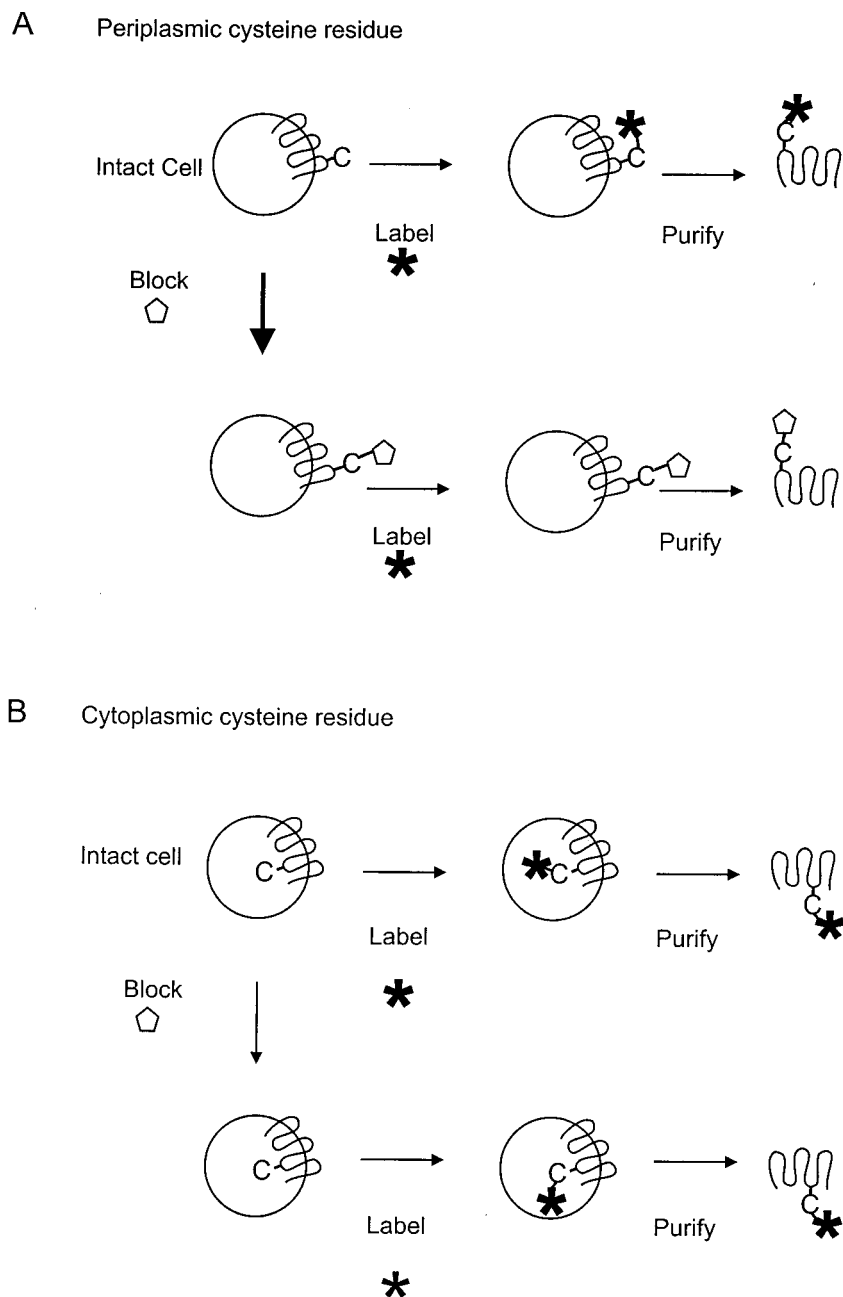 A Periplasmic cysteine residue
Intact Cell
C
C
C
Label
*
Purify
Block
C
C
C
Label
*
Purify
B Cytoplasmic cysteine residue
Intact cell
C
C
C
Label
*
Purify
Block
C
C
C
Label
*
Purify